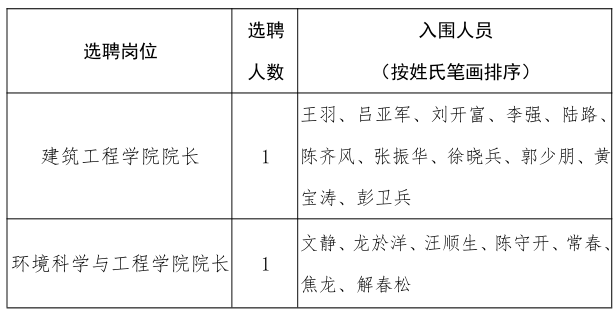 选聘岗位
选聘
人数
入围人员
（按姓氏笔画排序）
建筑工程学院院长
1
王羽、吕亚军、刘开富、李强、陆路、
陈齐风、张振华、徐晓兵、郭少朋、黄
宝涛、彭卫兵
环境科学与工程学院院长
1
文静、龙於洋、汪顺生、陈守开、常春、
焦龙、解春松